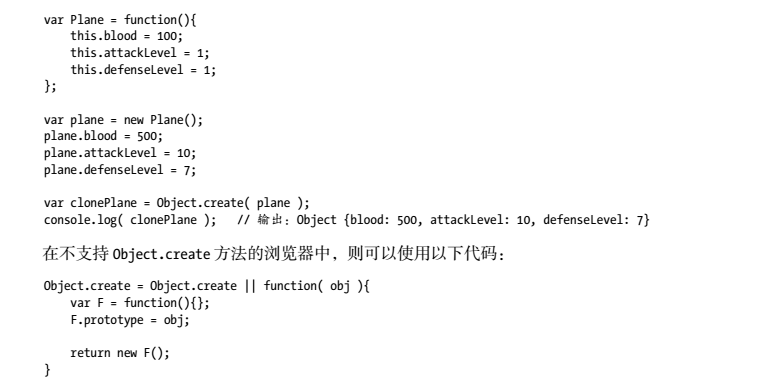 var Plane = function(){
    this.blood = 100;
    this.attackLevel = 1;
    this.defenseLevel = 1;
};

var plane = new Plane();
plane.blood = 500;
plane.attackLevel = 10;
plane.defenseLevel = 7;

var clonePlane = Object.create( plane );
console.log( clonePlane );   // 输出：Object {blood: 500, attackLevel: 10, defenseLevel: 7}

在不支持 Object.create 方法的浏览器中，则可以使用以下代码：

Object.create = Object.create || function( obj ){
    var F = function(){};
    F.prototype = obj;

    return new F();
}